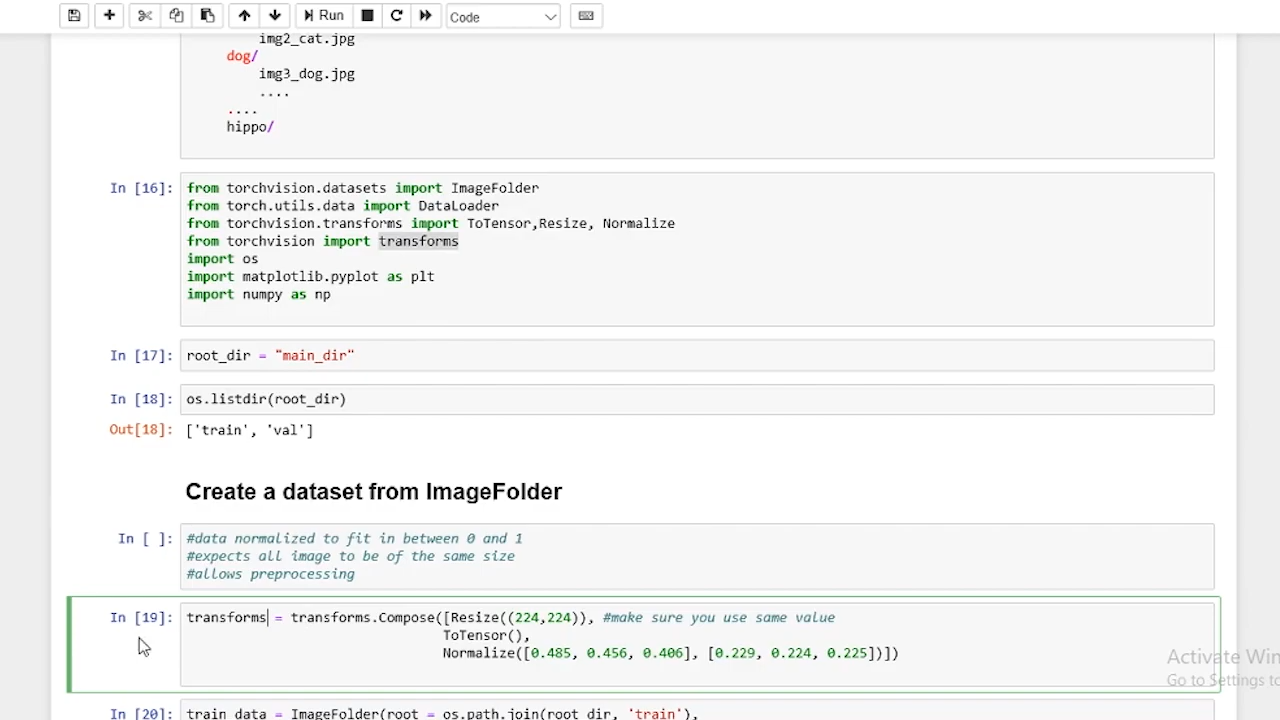 Run
Code
img2_cat.jpg
dog/
img3_dog.jpg
....
....
hippo/
In [16]:
from torchvision.datasets import ImageFolder
from torch.utils.data import DataLoader
from torchvision.transforms import ToTensor,Resize, Normalize
from torchvision import transforms
import os
import matplotlib.pyplot as plt
import numpy as np
In [17]: root_dir = "main_dir"
In [18]: os.listdir(root_dir)
Out[18]: ['train', 'val']
Create a dataset from ImageFolder
In [ ]: #data normalized to fit in between 0 and 1
#expects all image to be of the same size
#allows preprocessing
In [19]: transforms = transforms.Compose([Resize((224,224)), #make sure you use same value
ToTensor(),
Normalize([0.485, 0.456, 0.406], [0.229, 0.224, 0.225])])
Activate Win
Go to Settings to
In [20]: train_data = ImageFolder(root = os.path.join(root_dir, 'train'),